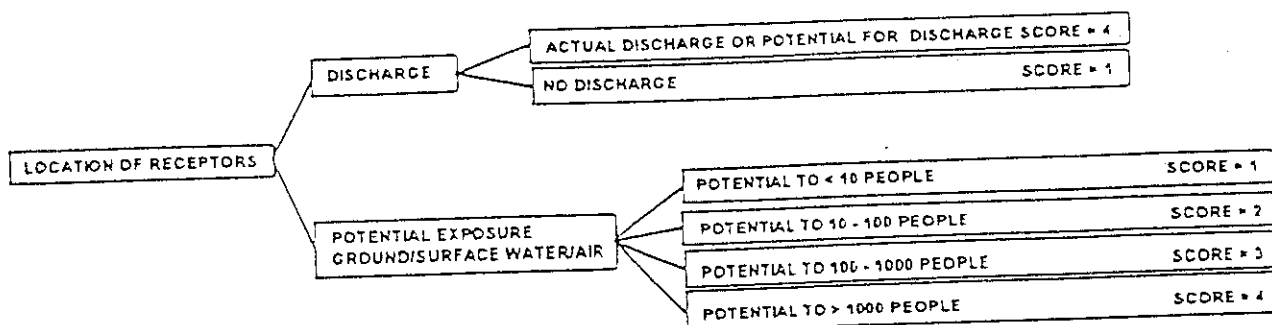 ACTUAL DISCHARGE OR POTENTIAL FOR DISCHARGE SCORE = 4
DISCHARGE
NO DISCHARGE SCORE = 1
LOCATION OF RECEPTORS
POTENTIAL TO < 10 PEOPLE SCORE = 1
POTENTIAL EXPOSURE
GROUND/SURFACE WATER/AIR
POTENTIAL TO 10 - 100 PEOPLE SCORE = 2
POTENTIAL TO 100 - 1000 PEOPLE SCORE = 3
POTENTIAL TO > 1000 PEOPLE SCORE = 4